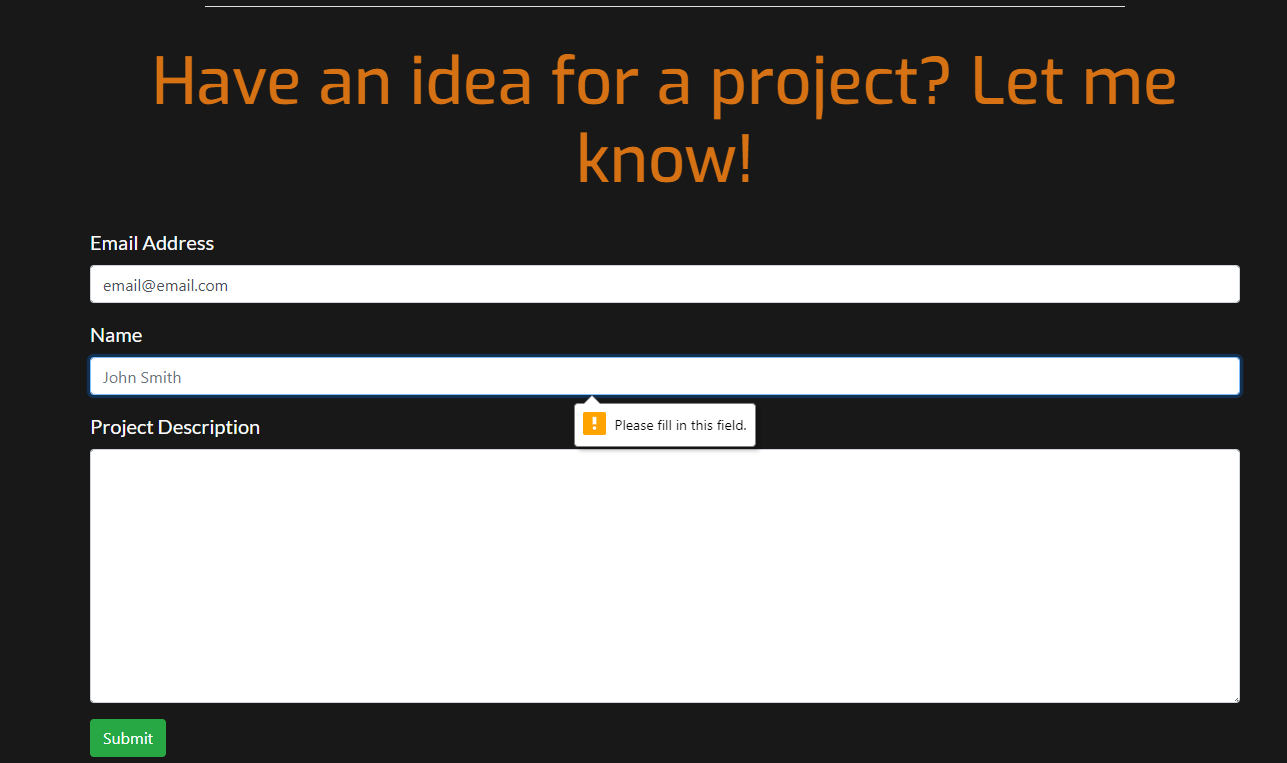 Have an idea for a project? Let me
know!
Email Address
email@email.com
Name
John Smith
Please fill in this field.
Project Description
Submit